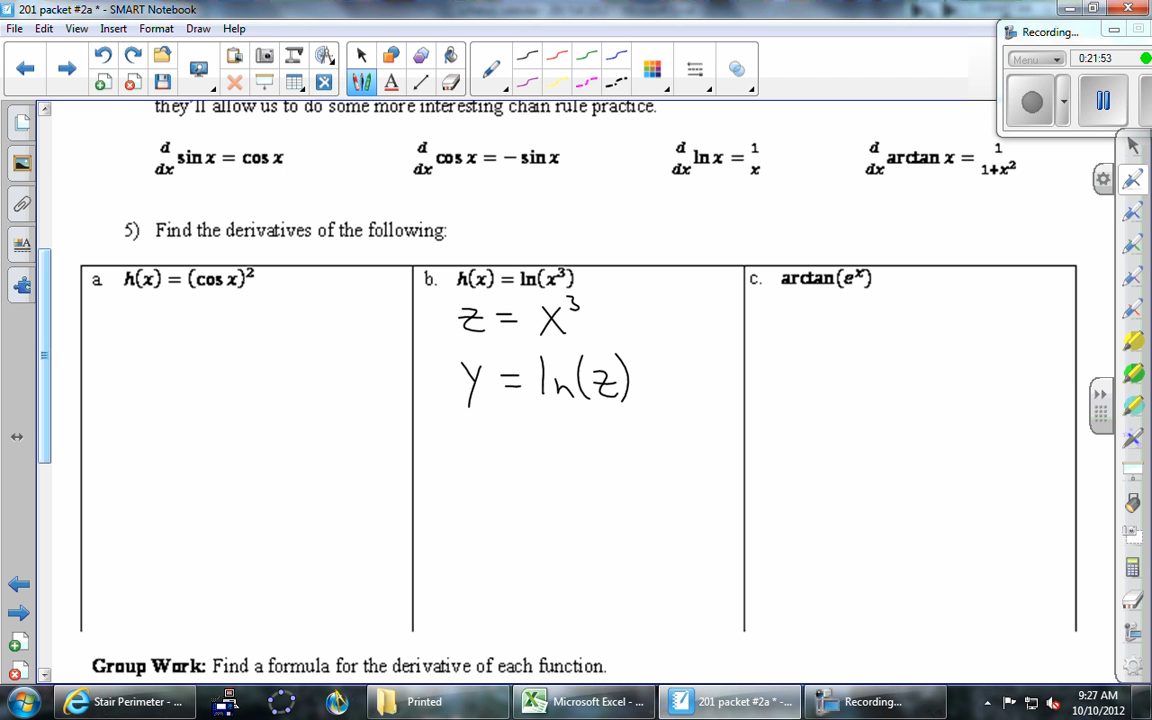 201 packet #2a * - SMART Notebook
File Edit View Insert Format Draw Help
Recording...
Menu
0:21:53
they'll allow us to do some more interesting chain rule practice.
d/dx sin x = cos x
d/dx cos x = − sin x
d/dx ln x = 1/x
d/dx arctan x = 1/1+x²
5) Find the derivatives of the following:
a. h(x) = (cos x)²
b. h(x) = ln(x³)
c. arctan(eˣ)
z = x³
y = ln(z)
Group Work: Find a formula for the derivative of each function.
Stair Perimeter - ...
Printed
Microsoft Excel - ...
201 packet #2a * -...
Recording...
9:27 AM
10/10/2012